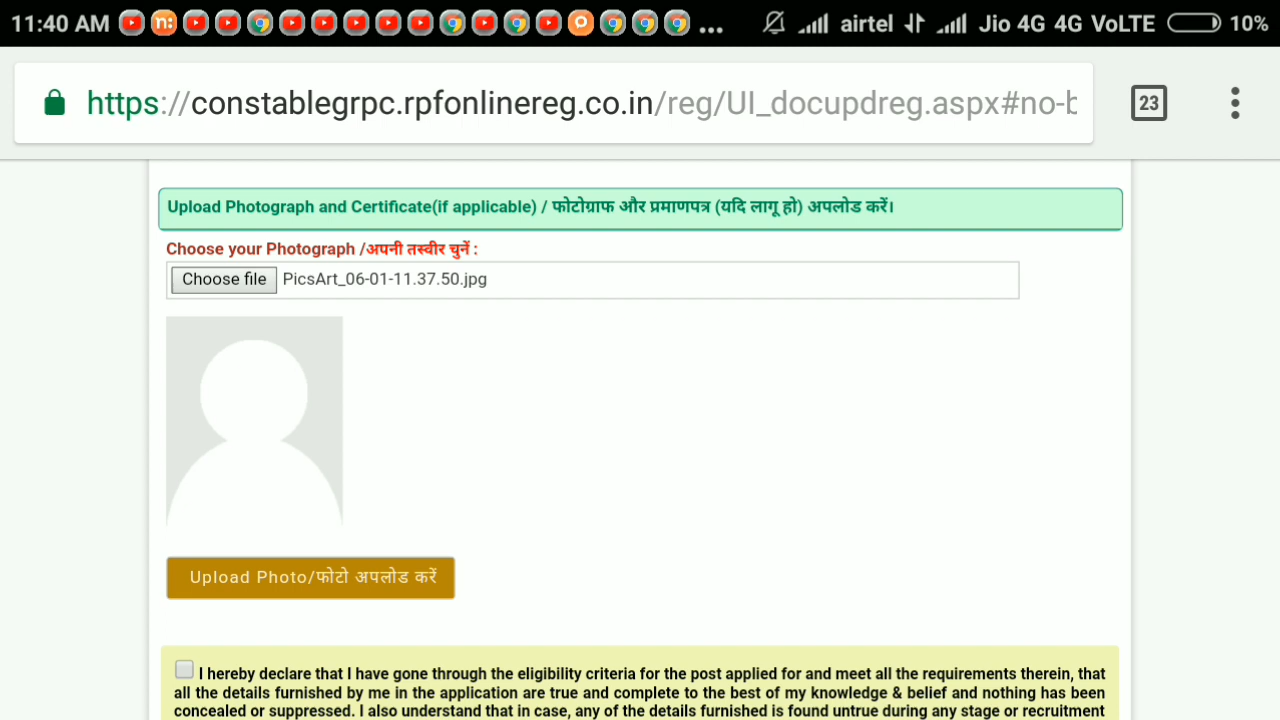 11:40 AM n: ... airtel Jio 4G 4G VoLTE 10%
https://constablegrpc.rpfonlinereg.co.in/reg/UI_docupdreg.aspx#no-b
23
Upload Photograph and Certificate(if applicable) / फोटोग्राफ और प्रमाणपत्र (यदि लागू हो) अपलोड करें।
Choose your Photograph /अपनी तस्वीर चुनें :
Choose file PicsArt_06-01-11.37.50.jpg
Upload Photo/फोटो अपलोड करें
I hereby declare that I have gone through the eligibility criteria for the post applied for and meet all the requirements therein, that
all the details furnished by me in the application are true and complete to the best of my knowledge & belief and nothing has been
concealed or suppressed. I also understand that in case, any of the details furnished is found untrue during any stage or recruitment